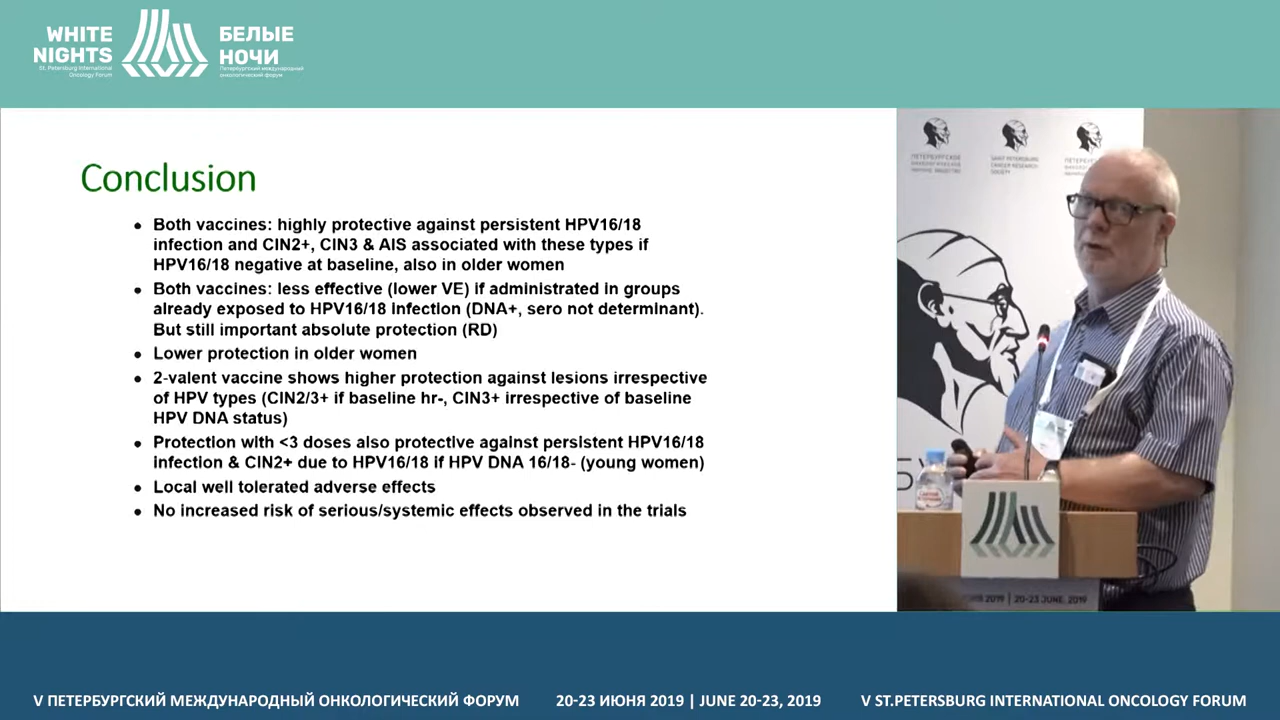 WHITE
NIGHTS
St. Petersburg International
Oncology Forum
БЕЛЫЕ
НОЧИ
Петербургский международный
онкологический форум
Conclusion
• Both vaccines: highly protective against persistent HPV16/18
infection and CIN2+, CIN3 & AIS associated with these types if
HPV16/18 negative at baseline, also in older women
• Both vaccines: less effective (lower VE) if administrated in groups
already exposed to HPV16/18 infection (DNA+, sero not determinant).
But still important absolute protection (RD)
• Lower protection in older women
• 2-valent vaccine shows higher protection against lesions irrespective
of HPV types (CIN2/3+ if baseline hr-, CIN3+ irrespective of baseline
HPV DNA status)
• Protection with <3 doses also protective against persistent HPV16/18
infection & CIN2+ due to HPV16/18 if HPV DNA 16/18- (young women)
• Local well tolerated adverse effects
• No increased risk of serious/systemic effects observed in the trials
ПЕТЕРБУРГСКОЕ
SAINT PETERSBURG
CANCER RESEARCH
SOCIETY
2019 | 20-23 JUNE, 2019
V ПЕТЕРБУРГСКИЙ МЕЖДУНАРОДНЫЙ ОНКОЛОГИЧЕСКИЙ ФОРУМ
20-23 ИЮНЯ 2019 | JUNE 20-23, 2019
V ST.PETERSBURG INTERNATIONAL ONCOLOGY FORUM